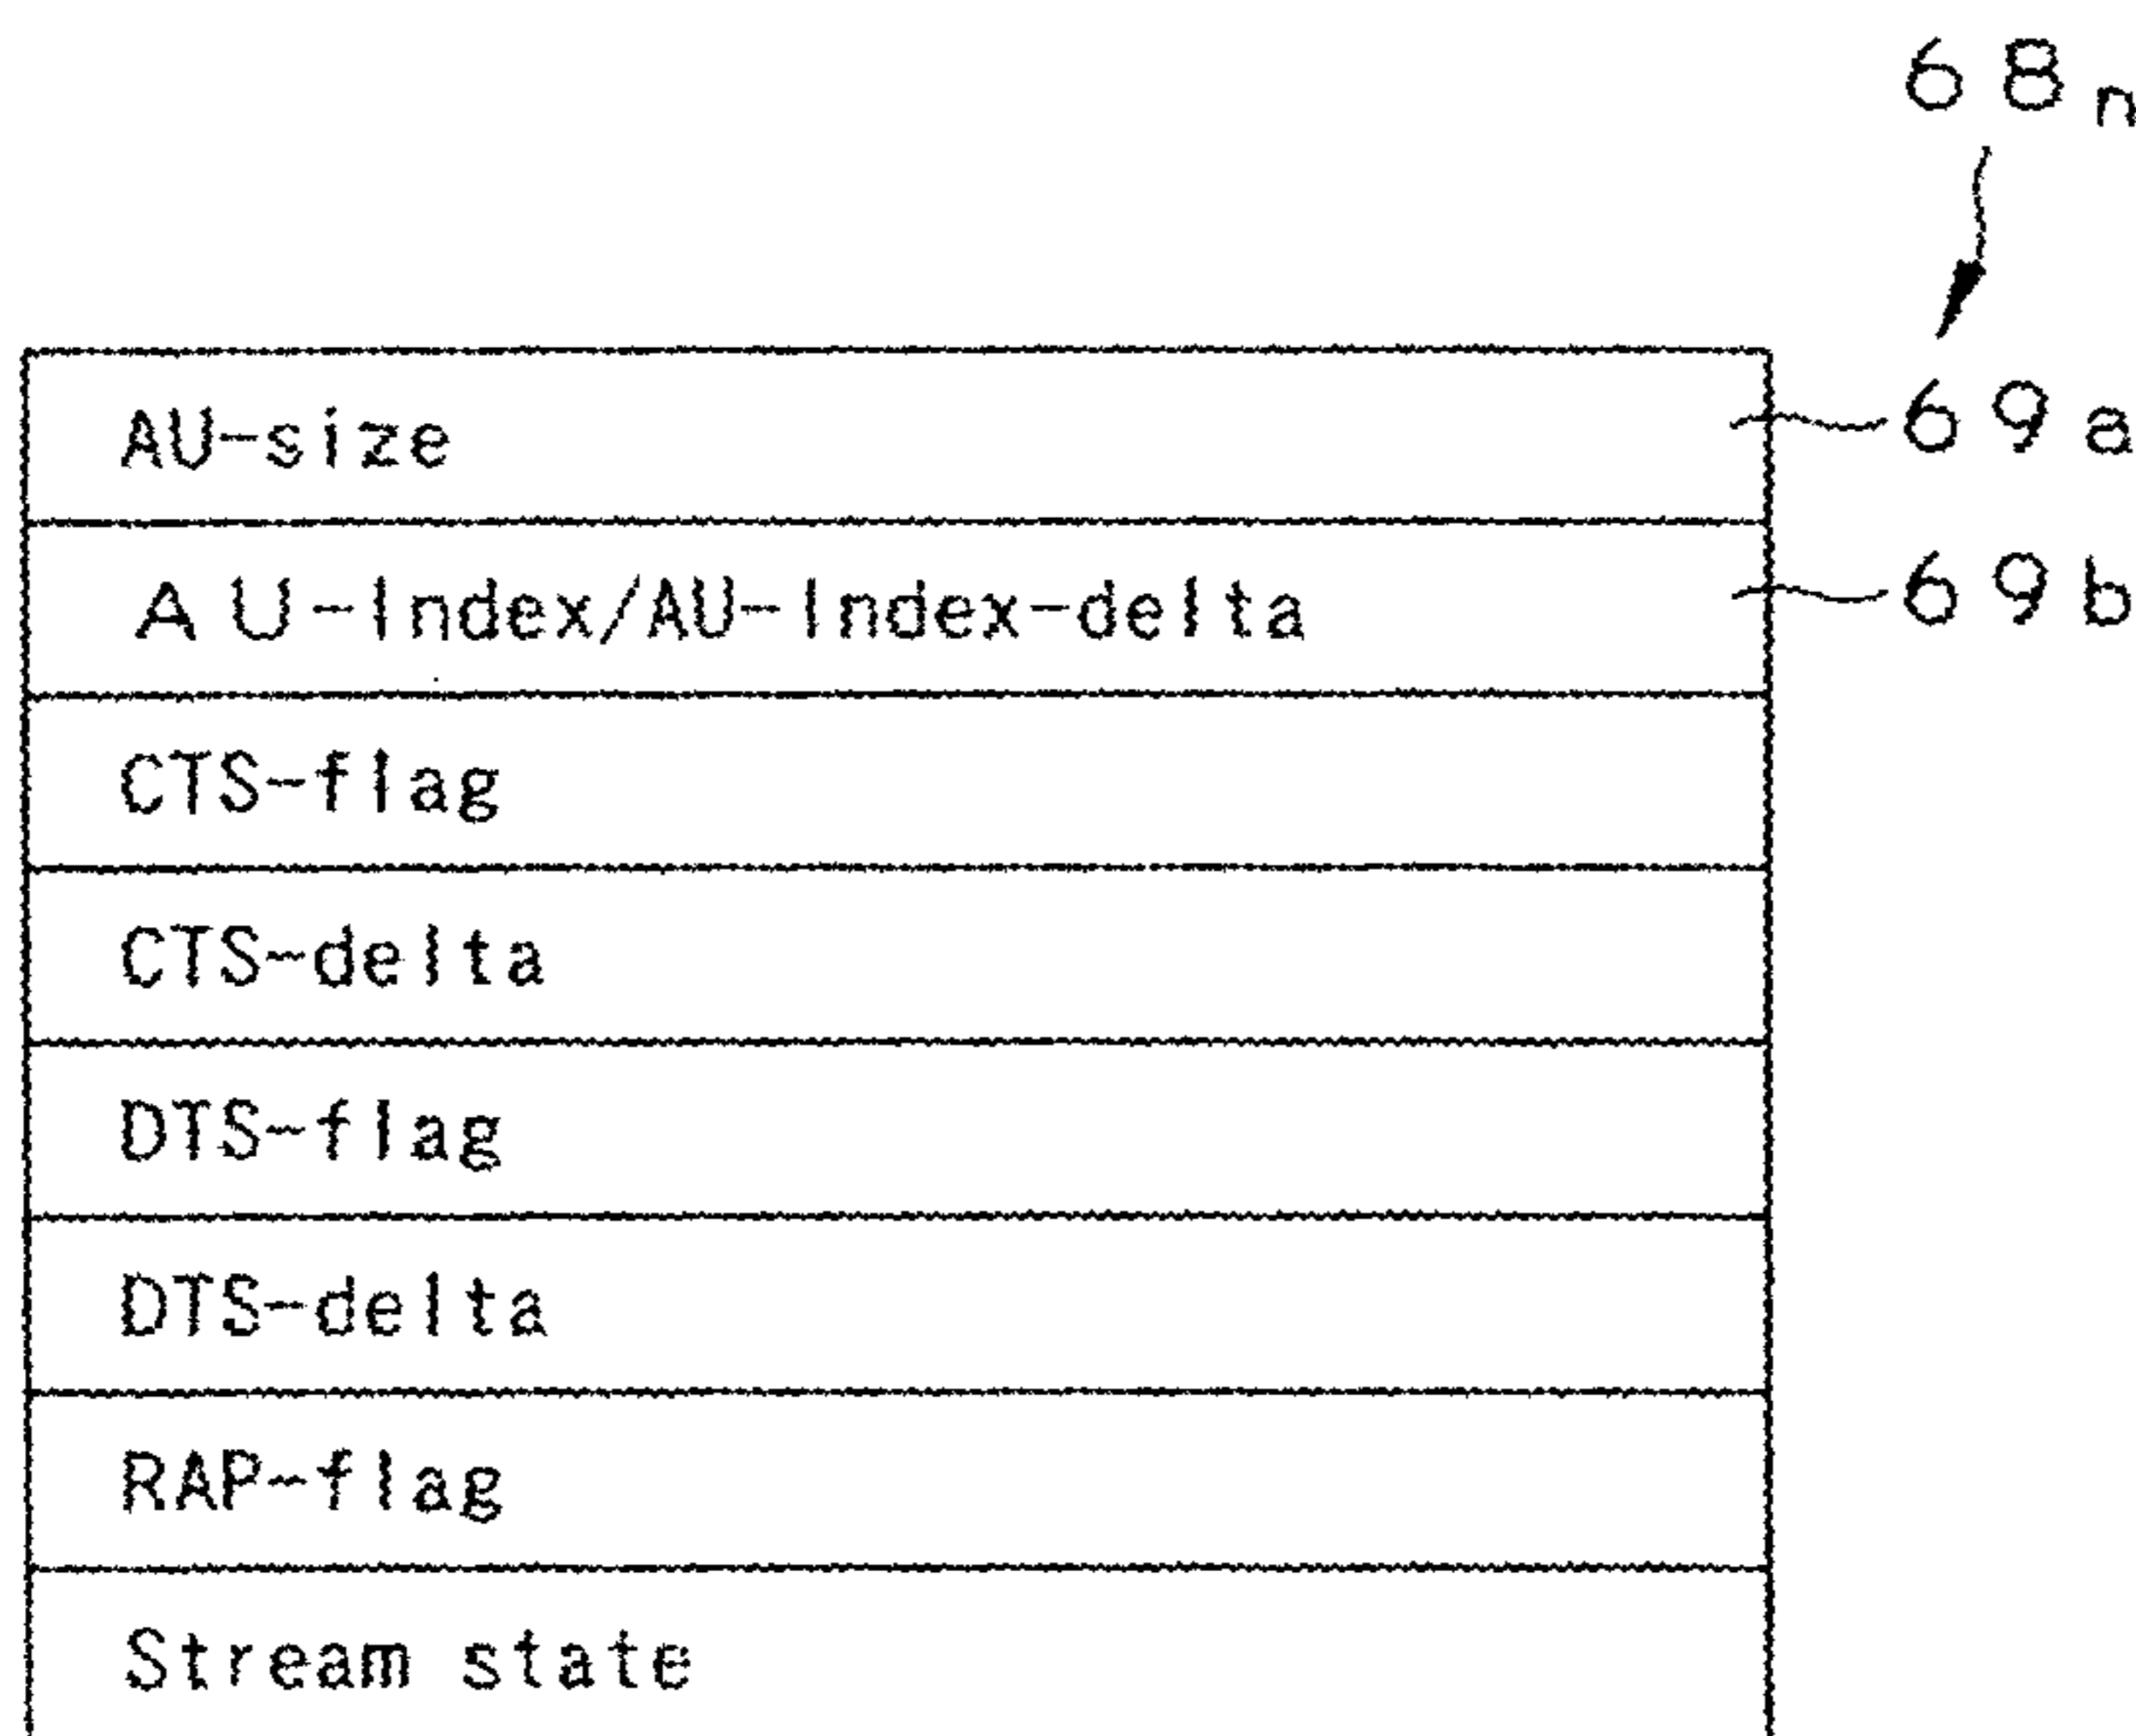 68n
AU-size 69a
AU-Index/AU-Index-delta 69b
CTS-flag
CTS-delta
DTS-flag
DTS-delta
RAP-flag
Stream state